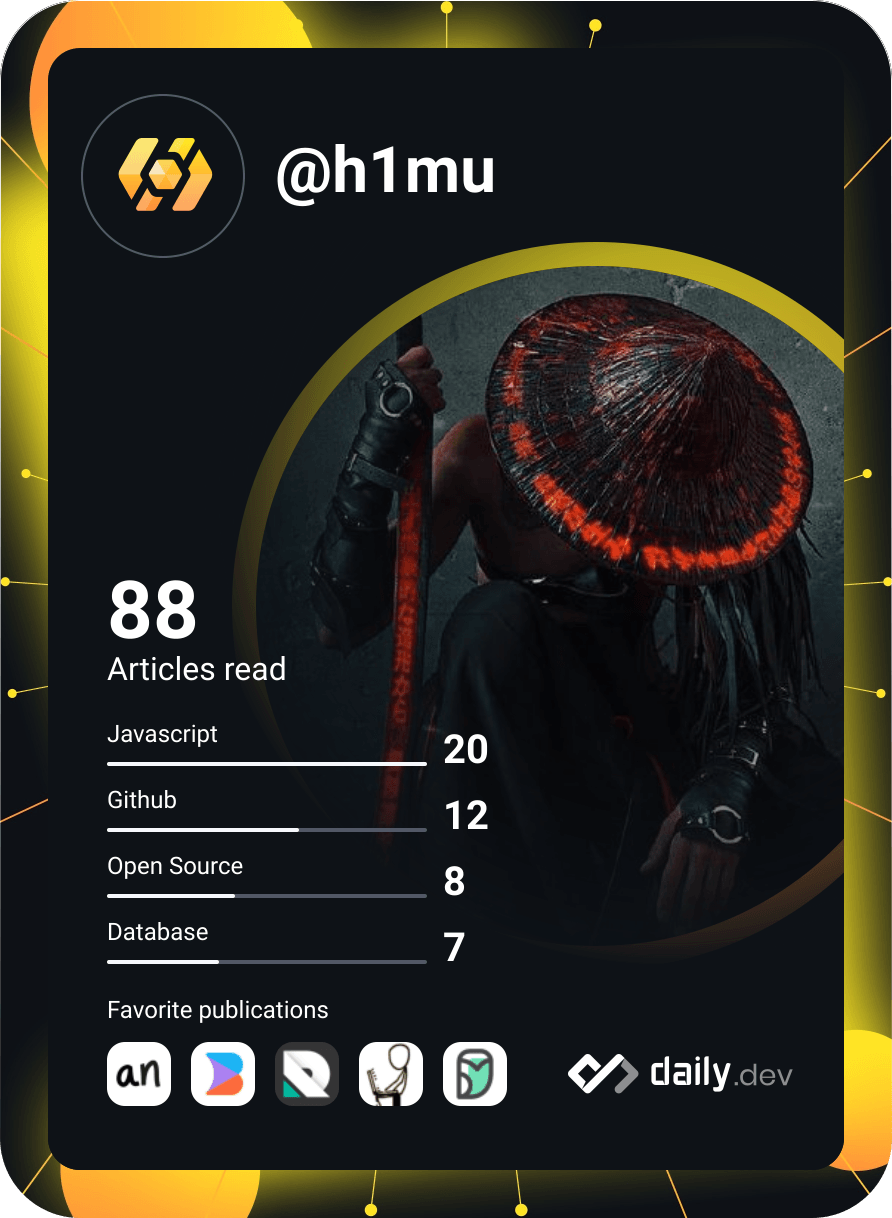 @h1mu
88
Articles read
Javascript
20
Github
12
Open Source
8
Database
7
Favorite publications
an
daily.dev